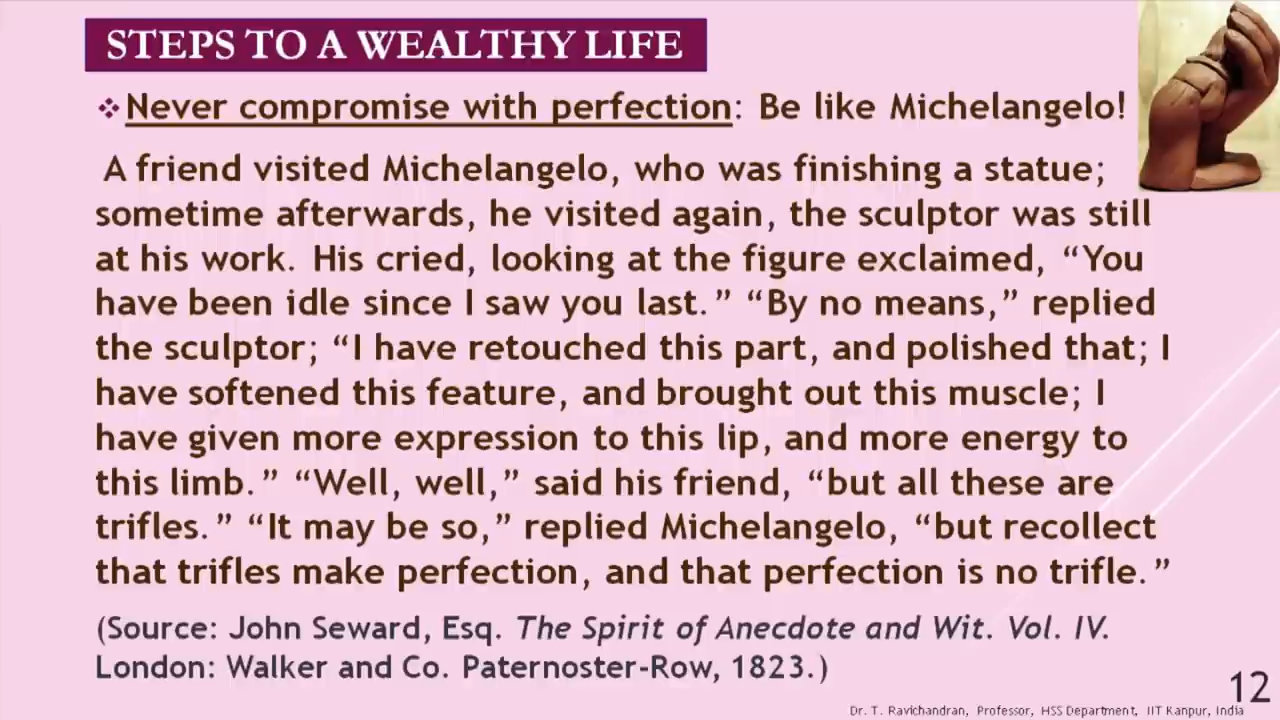 STEPS TO A WEALTHY LIFE
❖Never compromise with perfection: Be like Michelangelo!
A friend visited Michelangelo, who was finishing a statue;
sometime afterwards, he visited again, the sculptor was still
at his work. His cried, looking at the figure exclaimed, “You
have been idle since I saw you last.” “By no means,” replied
the sculptor; “I have retouched this part, and polished that; I
have softened this feature, and brought out this muscle; I
have given more expression to this lip, and more energy to
this limb.” “Well, well,” said his friend, “but all these are
trifles.” “It may be so,” replied Michelangelo, “but recollect
that trifles make perfection, and that perfection is no trifle.”
(Source: John Seward, Esq. The Spirit of Anecdote and Wit. Vol. IV.
London: Walker and Co. Paternoster-Row, 1823.)
12
Dr. T. Ravichandran, Professor, HSS Department, IIT Kanpur, India